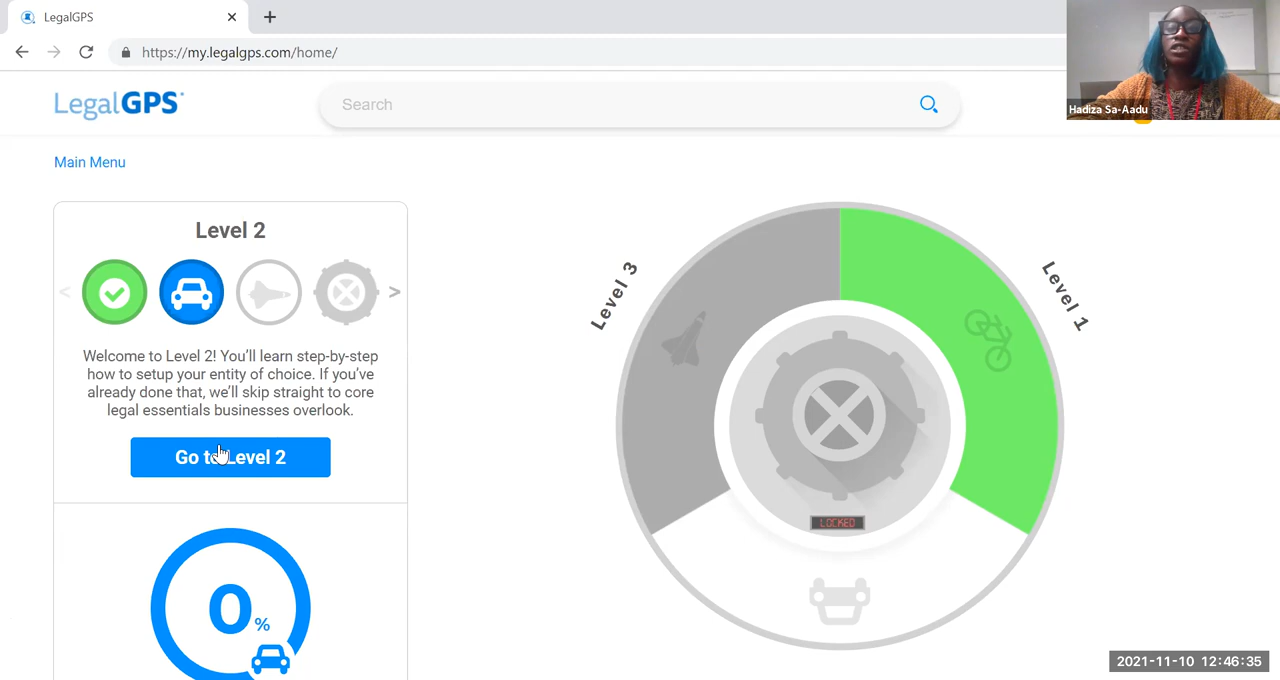 LegalGPS
https://my.legalgps.com/home/
Hadiza Sa-Aadu
LegalGPS
Search
Main Menu
Level 2
Welcome to Level 2! You'll learn step-by-step
how to setup your entity of choice. If you've
already done that, we'll skip straight to core
legal essentials businesses overlook.
Go to Level 2
0%
Level 3
Level 1
LOCKED
2021-11-10 12:46:35